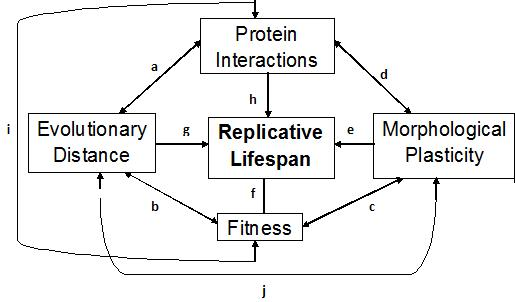 Protein
Interactions
a
d
i
h
Evolutionary
Distance
g
Replicative
Lifespan
e
Morphological
Plasticity
b
f
c
Fitness
j